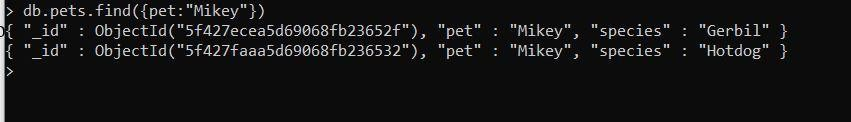 > db.pets.find({pet:"Mikey"})
{ "_id" : ObjectId("5f427ecea5d69068fb23652f"), "pet" : "Mikey", "species" : "Gerbil" }
{ "_id" : ObjectId("5f427faaa5d69068fb236532"), "pet" : "Mikey", "species" : "Hotdog" }
>